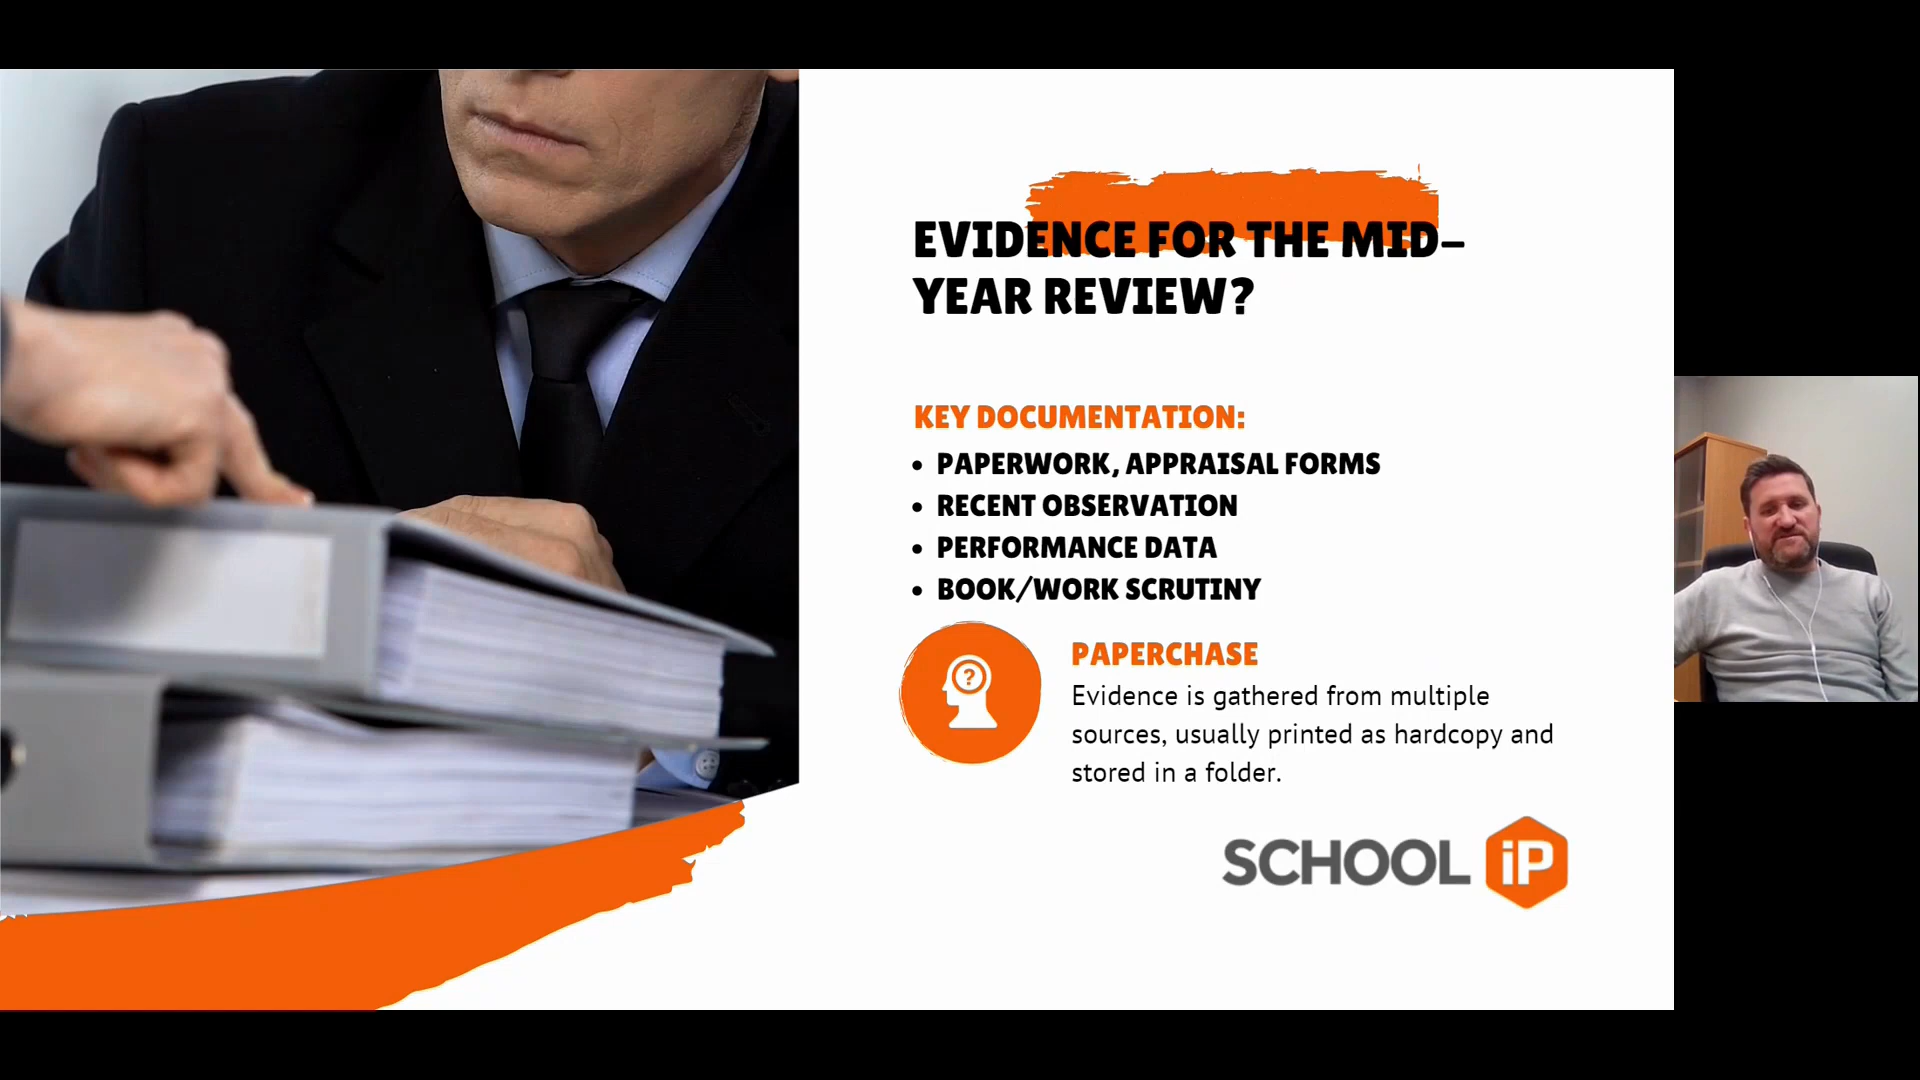 EVIDENCE FOR THE MID-
YEAR REVIEW?
KEY DOCUMENTATION:
• PAPERWORK, APPRAISAL FORMS
• RECENT OBSERVATION
• PERFORMANCE DATA
• BOOK/WORK SCRUTINY
?
PAPERCHASE
Evidence is gathered from multiple
sources, usually printed as hardcopy and
stored in a folder.
SCHOOL iP